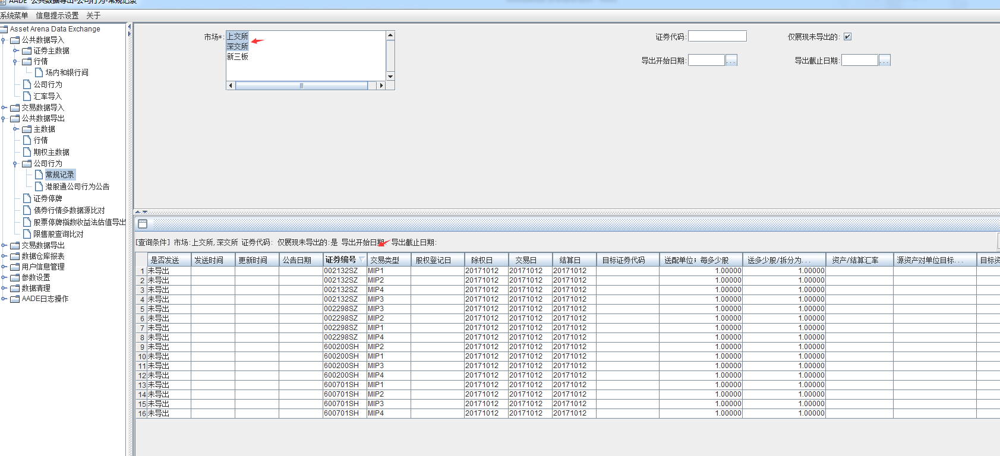 AADE 公共数据导出-公司行为-常规记录
系统菜单 信息提示设置 关于
Asset Arena Data Exchange
公共数据导入
证券主数据
行情
场内和银行间
公司行为
汇率导入
交易数据导入
公共数据导出
主数据
行情
期权主数据
公司行为
常规记录
港股通公司行为公告
证券停牌
债券行情多数据源比对
股票停牌指数收益法估值导出
限售股查询比对
交易数据导出
数据仓库报表
用户信息管理
参数设置
数据清理
AADE日志操作
市场*:
上交所
深交所
新三板
证券代码:
仅展现未导出的:
导出开始日期: ...
导出截止日期: ...
[查询条件] 市场:上交所,深交所 证券代码: 仅展现未导出的:是 导出开始日期: 导出截止日期:
是否发送 发送时间 更新时间 公告日期 证券编号 交易类型 股权登记日 除权日 交易日 结算日 目标证券代码 送配单位；每多少股 送多少股/拆分为... 资产/结算汇率 源资产对单位目标... 目标资
1 未导出 002132SZ MIP1 20171012 20171012 20171012 1.00000 1.00000
2 未导出 002132SZ MIP2 20171012 20171012 20171012 1.00000 1.00000
3 未导出 002132SZ MIP4 20171012 20171012 20171012 1.00000 1.00000
4 未导出 002132SZ MIP3 20171012 20171012 20171012 1.00000 1.00000
5 未导出 002298SZ MIP3 20171012 20171012 20171012 1.00000 1.00000
6 未导出 002298SZ MIP2 20171012 20171012 20171012 1.00000 1.00000
7 未导出 002298SZ MIP1 20171012 20171012 20171012 1.00000 1.00000
8 未导出 002298SZ MIP4 20171012 20171012 20171012 1.00000 1.00000
9 未导出 600200SH MIP2 20171012 20171012 20171012 1.00000 1.00000
10 未导出 600200SH MIP1 20171012 20171012 20171012 1.00000 1.00000
11 未导出 600200SH MIP3 20171012 20171012 20171012 1.00000 1.00000
12 未导出 600200SH MIP4 20171012 20171012 20171012 1.00000 1.00000
13 未导出 600701SH MIP1 20171012 20171012 20171012 1.00000 1.00000
14 未导出 600701SH MIP2 20171012 20171012 20171012 1.00000 1.00000
15 未导出 600701SH MIP3 20171012 20171012 20171012 1.00000 1.00000
16 未导出 600701SH MIP4 20171012 20171012 20171012 1.00000 1.00000